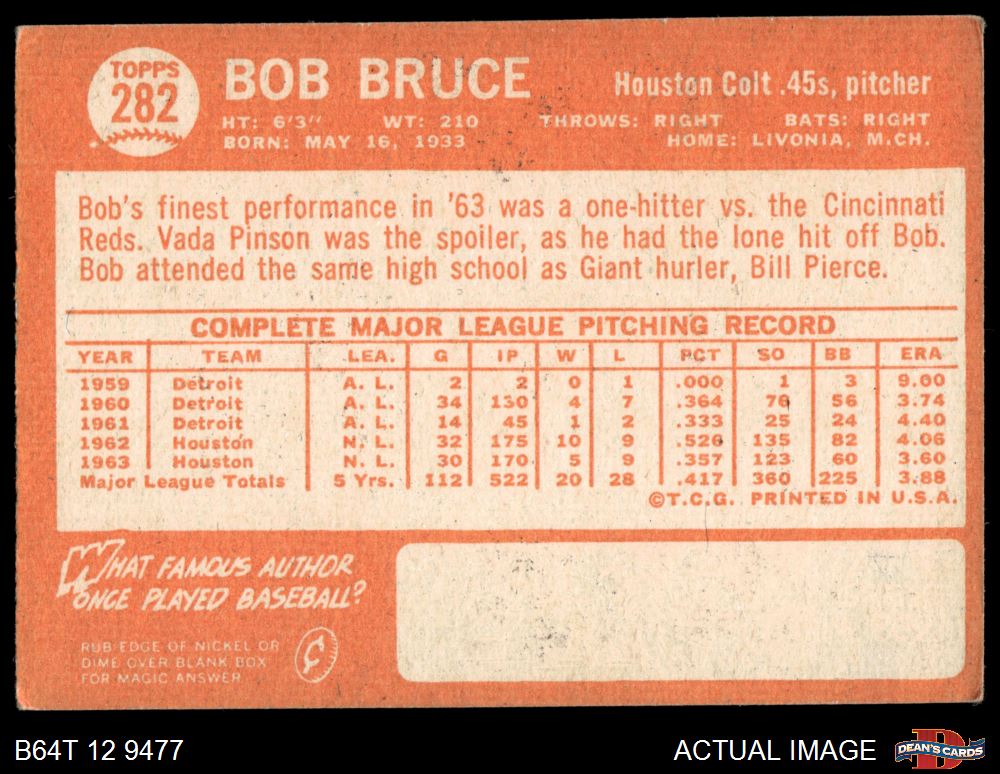 TOPPS
282
BOB BRUCE
Houston Colt .45s, pitcher
HT: 6'3" WT: 210 THROWS: RIGHT BATS: RIGHT
BORN: MAY 16, 1933 HOME: LIVONIA, M.CH.
Bob's finest performance in '63 was a one-hitter vs. the Cincinnati
Reds. Vada Pinson was the spoiler, as he had the lone hit off Bob.
Bob attended the same high school as Giant hurler, Bill Pierce.
COMPLETE MAJOR LEAGUE PITCHING RECORD
YEAR TEAM LEA. G IP W L PCT SO BB ERA
1959 Detroit A. L. 2 2 0 1 .000 1 3 9.00
1960 Detroit A. L. 34 130 4 7 .364 76 56 3.74
1961 Detroit A. L. 14 45 1 2 .333 25 24 4.40
1962 Houston N. L. 32 175 10 9 .526 135 82 4.06
1963 Houston N. L. 30 170 5 9 .357 123 60 3.60
Major League Totals 5 Yrs. 112 522 20 28 .417 360 225 3.88
©T.C.G. PRINTED IN U.S.A.
WHAT FAMOUS AUTHOR
ONCE PLAYED BASEBALL?
RUB EDGE OF NICKEL OR
DIME OVER BLANK BOX
FOR MAGIC ANSWER
¢
B64T 12 9477
ACTUAL IMAGE
DEAN'S CARDS